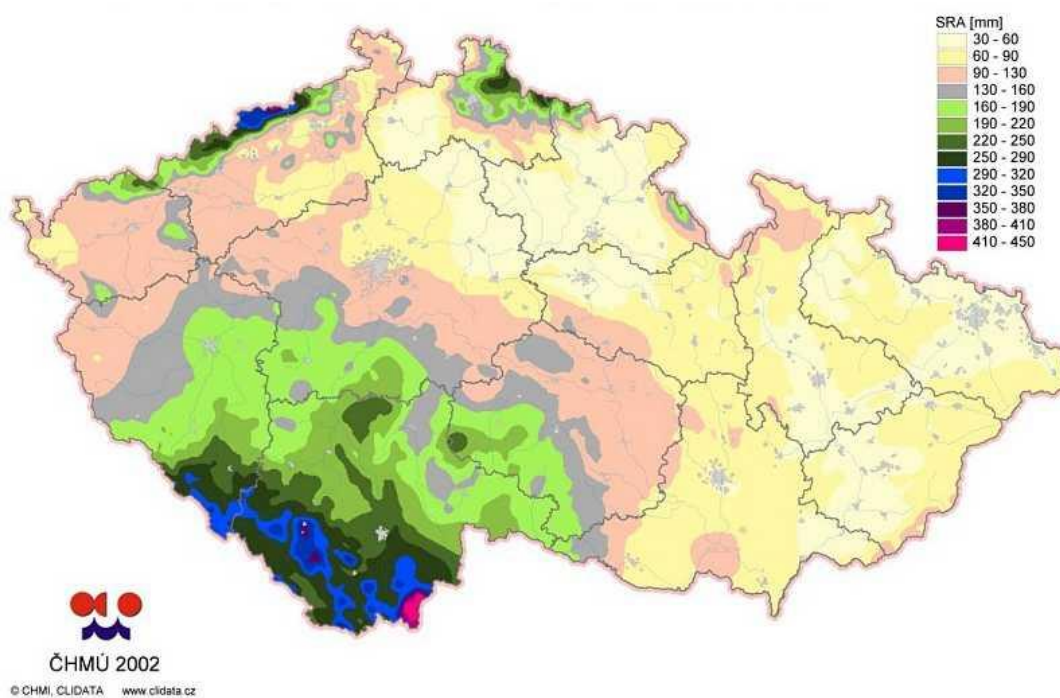 SRA [mm]
30 - 60
60 - 90
90 - 130
130 - 160
160 - 190
190 - 220
220 - 250
250 - 290
290 - 320
320 - 350
350 - 380
380 - 410
410 - 450
ČHMÚ 2002
© CHMI, CLIDATA www.clidata.cz